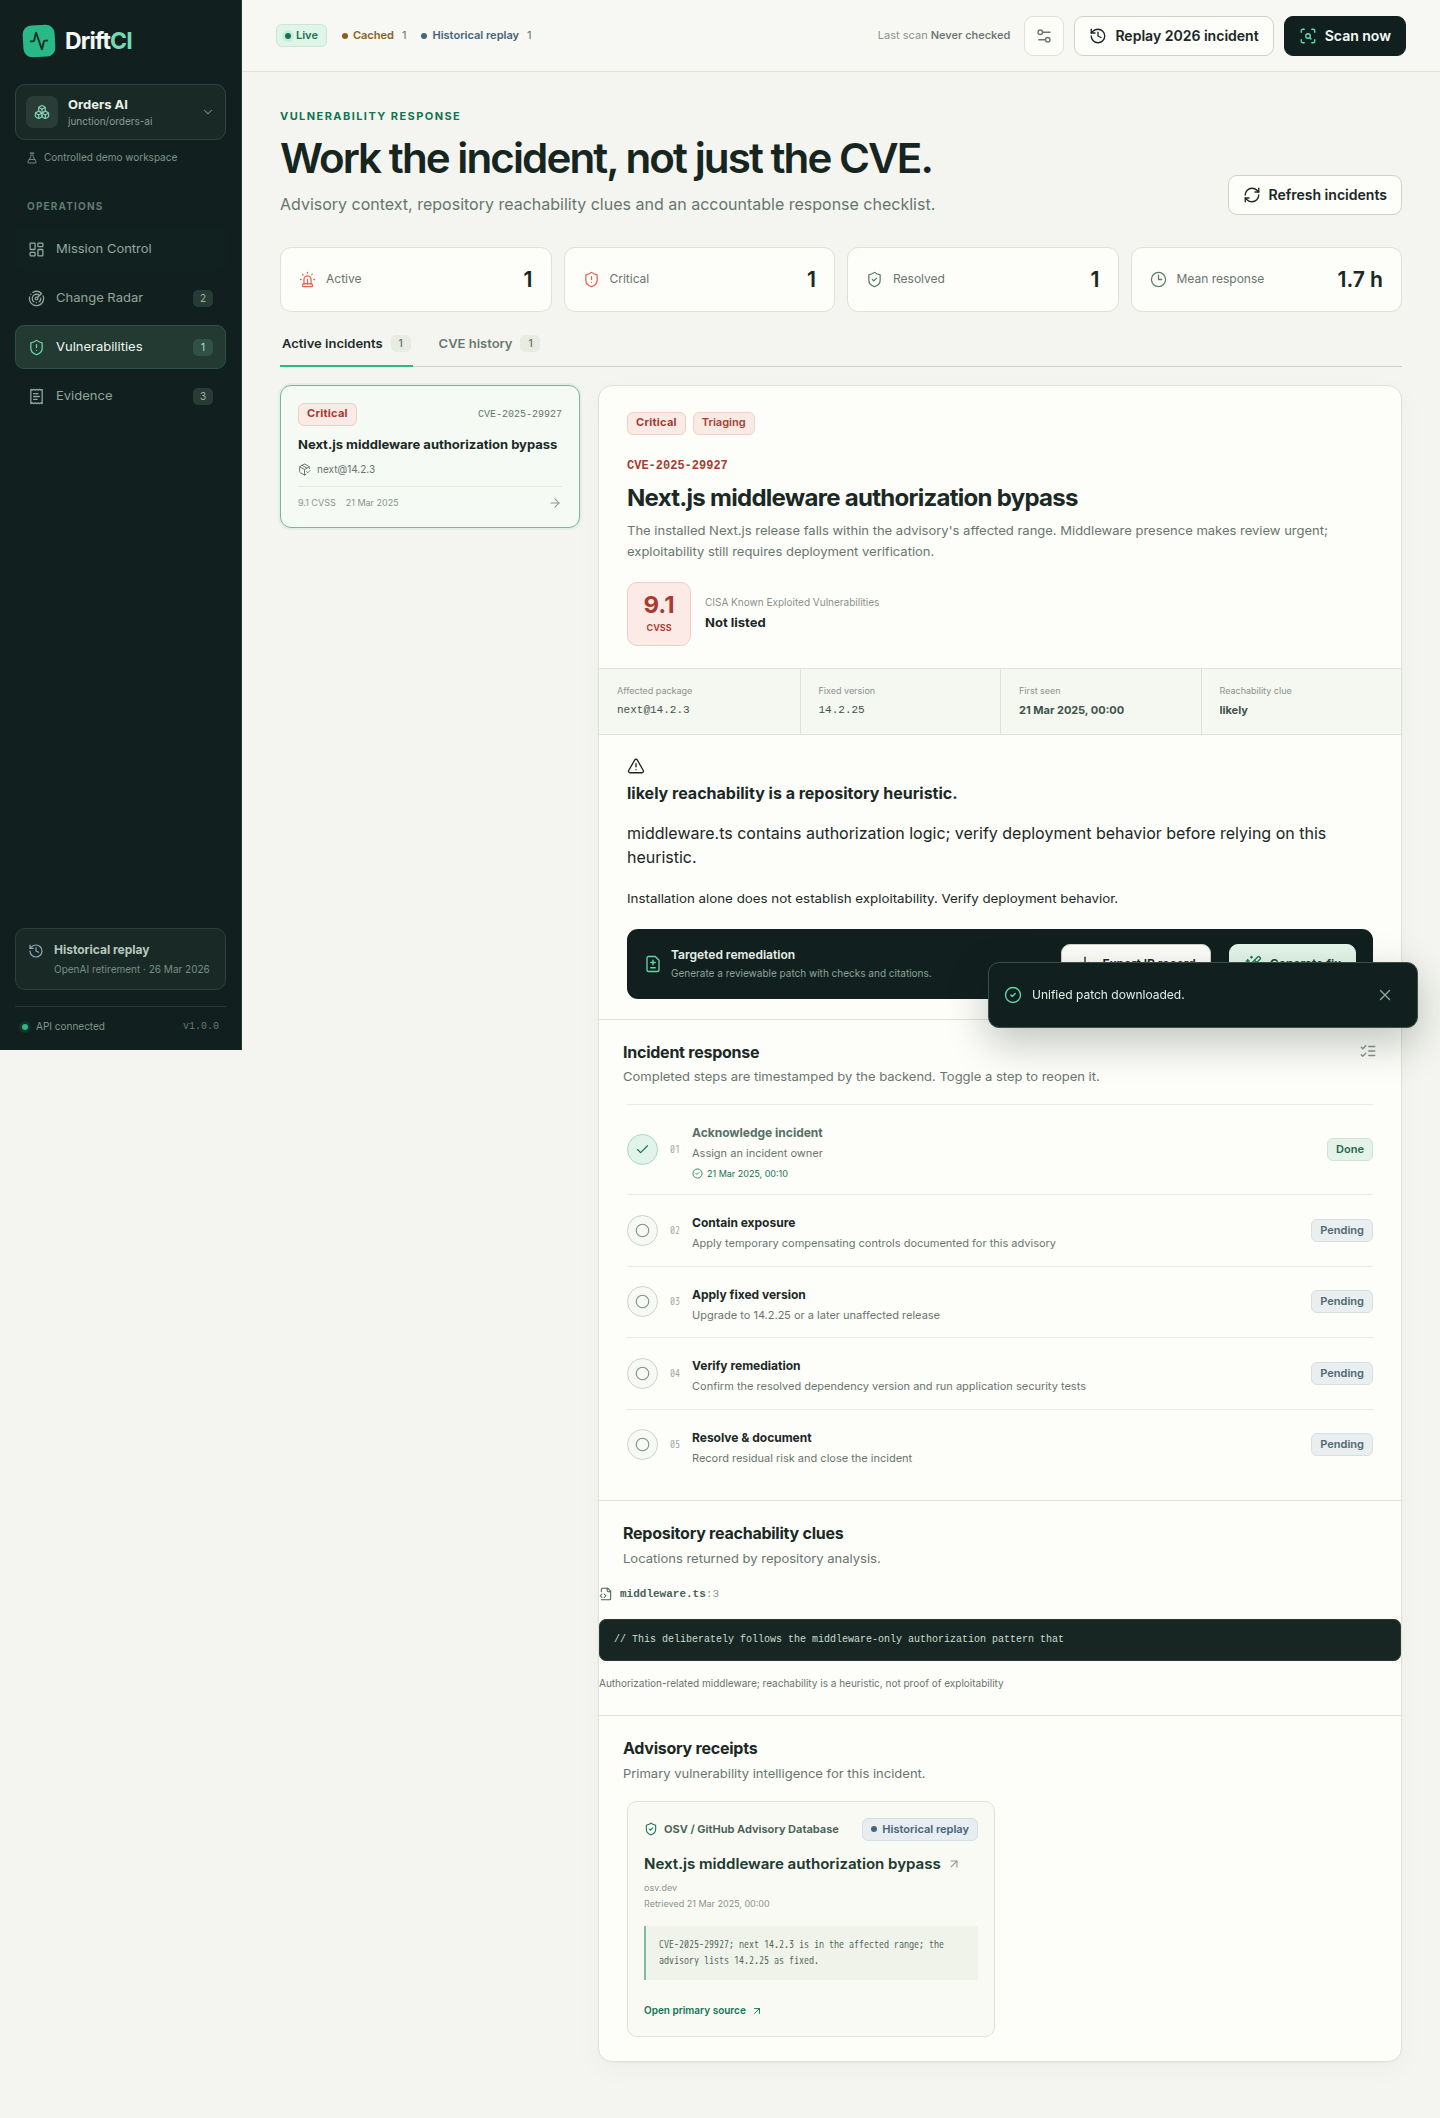 DriftCI
Orders AI
junction/orders-ai
Controlled demo workspace
OPERATIONS
Mission Control
Change Radar 2
Vulnerabilities 1
Evidence 3
Historical replay
OpenAI retirement · 26 Mar 2026
API connected v1.0.0
Live Cached 1 Historical replay 1
Last scan Never checked
Replay 2026 incident
Scan now
VULNERABILITY RESPONSE
Work the incident, not just the CVE.
Advisory context, repository reachability clues and an accountable response checklist.
Refresh incidents
Active 1
Critical 1
Resolved 1
Mean response 1.7 h
Active incidents 1 CVE history 1
Critical CVE-2025-29927
Next.js middleware authorization bypass
next@14.2.3
9.1 CVSS 21 Mar 2025
Critical Triaging
CVE-2025-29927
Next.js middleware authorization bypass
The installed Next.js release falls within the advisory's affected range. Middleware presence makes review urgent;
exploitability still requires deployment verification.
9.1
CVSS
CISA Known Exploited Vulnerabilities
Not listed
Affected package
next@14.2.3
Fixed version
14.2.25
First seen
21 Mar 2025, 00:00
Reachability clue
likely
likely reachability is a repository heuristic.
middleware.ts contains authorization logic; verify deployment behavior before relying on this
heuristic.
Installation alone does not establish exploitability. Verify deployment behavior.
Targeted remediation
Generate a reviewable patch with checks and citations.
Export IR record
Generate fix
Unified patch downloaded.
Incident response
Completed steps are timestamped by the backend. Toggle a step to reopen it.
01 Acknowledge incident
Assign an incident owner
21 Mar 2025, 00:10
Done
02 Contain exposure
Apply temporary compensating controls documented for this advisory
Pending
03 Apply fixed version
Upgrade to 14.2.25 or a later unaffected release
Pending
04 Verify remediation
Confirm the resolved dependency version and run application security tests
Pending
05 Resolve & document
Record residual risk and close the incident
Pending
Repository reachability clues
Locations returned by repository analysis.
middleware.ts:3
// This deliberately follows the middleware-only authorization pattern that
Authorization-related middleware; reachability is a heuristic, not proof of exploitability
Advisory receipts
Primary vulnerability intelligence for this incident.
OSV / GitHub Advisory Database Historical replay
Next.js middleware authorization bypass
osv.dev
Retrieved 21 Mar 2025, 00:00
CVE-2025-29927; next 14.2.3 is in the affected range; the
advisory lists 14.2.25 as fixed.
Open primary source